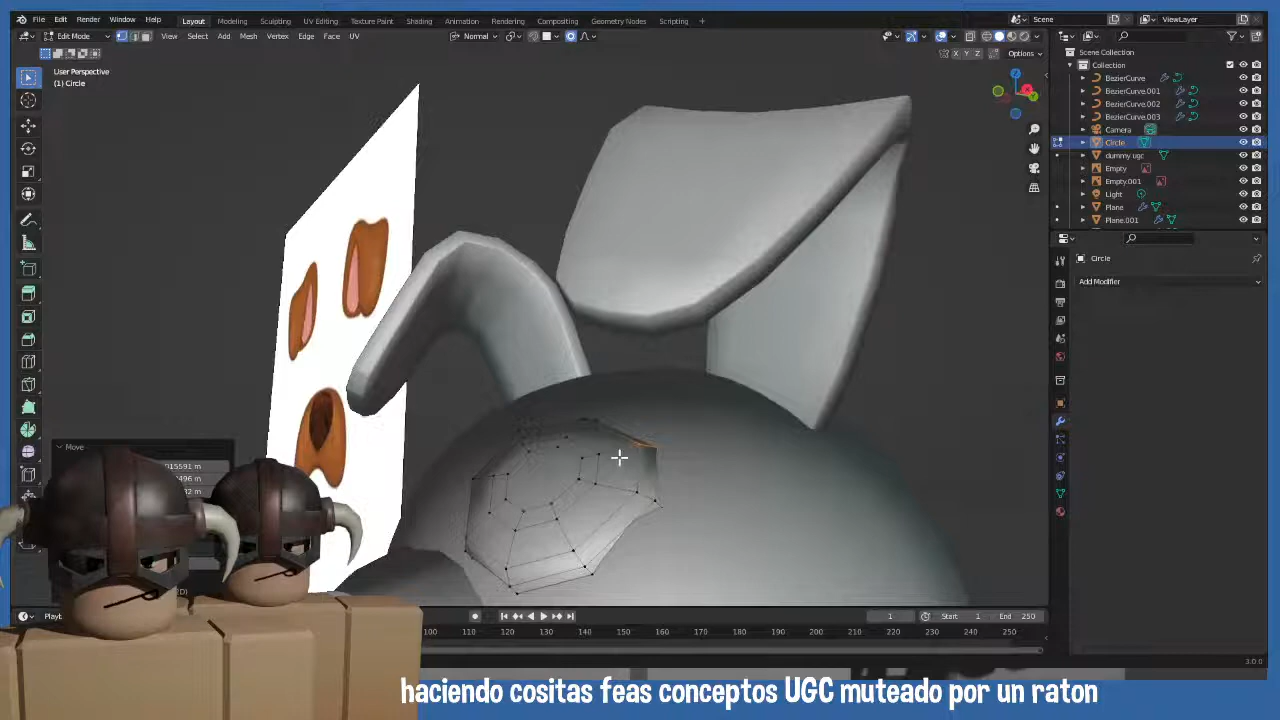 File Edit Render Window Help Layout Modeling Sculpting UV Editing Texture Paint Shading Animation Rendering Compositing Geometry Nodes Scripting + Scene ViewLayer
Edit Mode View Select Add Mesh Vertex Edge Face UV Normal
X Y Z Options
User Perspective
(1) Circle
Scene Collection
Collection
BezierCurve
BezierCurve.001
BezierCurve.002
BezierCurve.003
Camera
Circle
dummy ugc
Empty
Empty.001
Light
Plane
Plane.001
Circle
Add Modifier
Move
1 Start 1 End 250
100 110 120 130 140 150 160 170 180 190 200 210 220 230 240 250
3.0.0
haciendo cositas feas conceptos UGC muteado por un raton